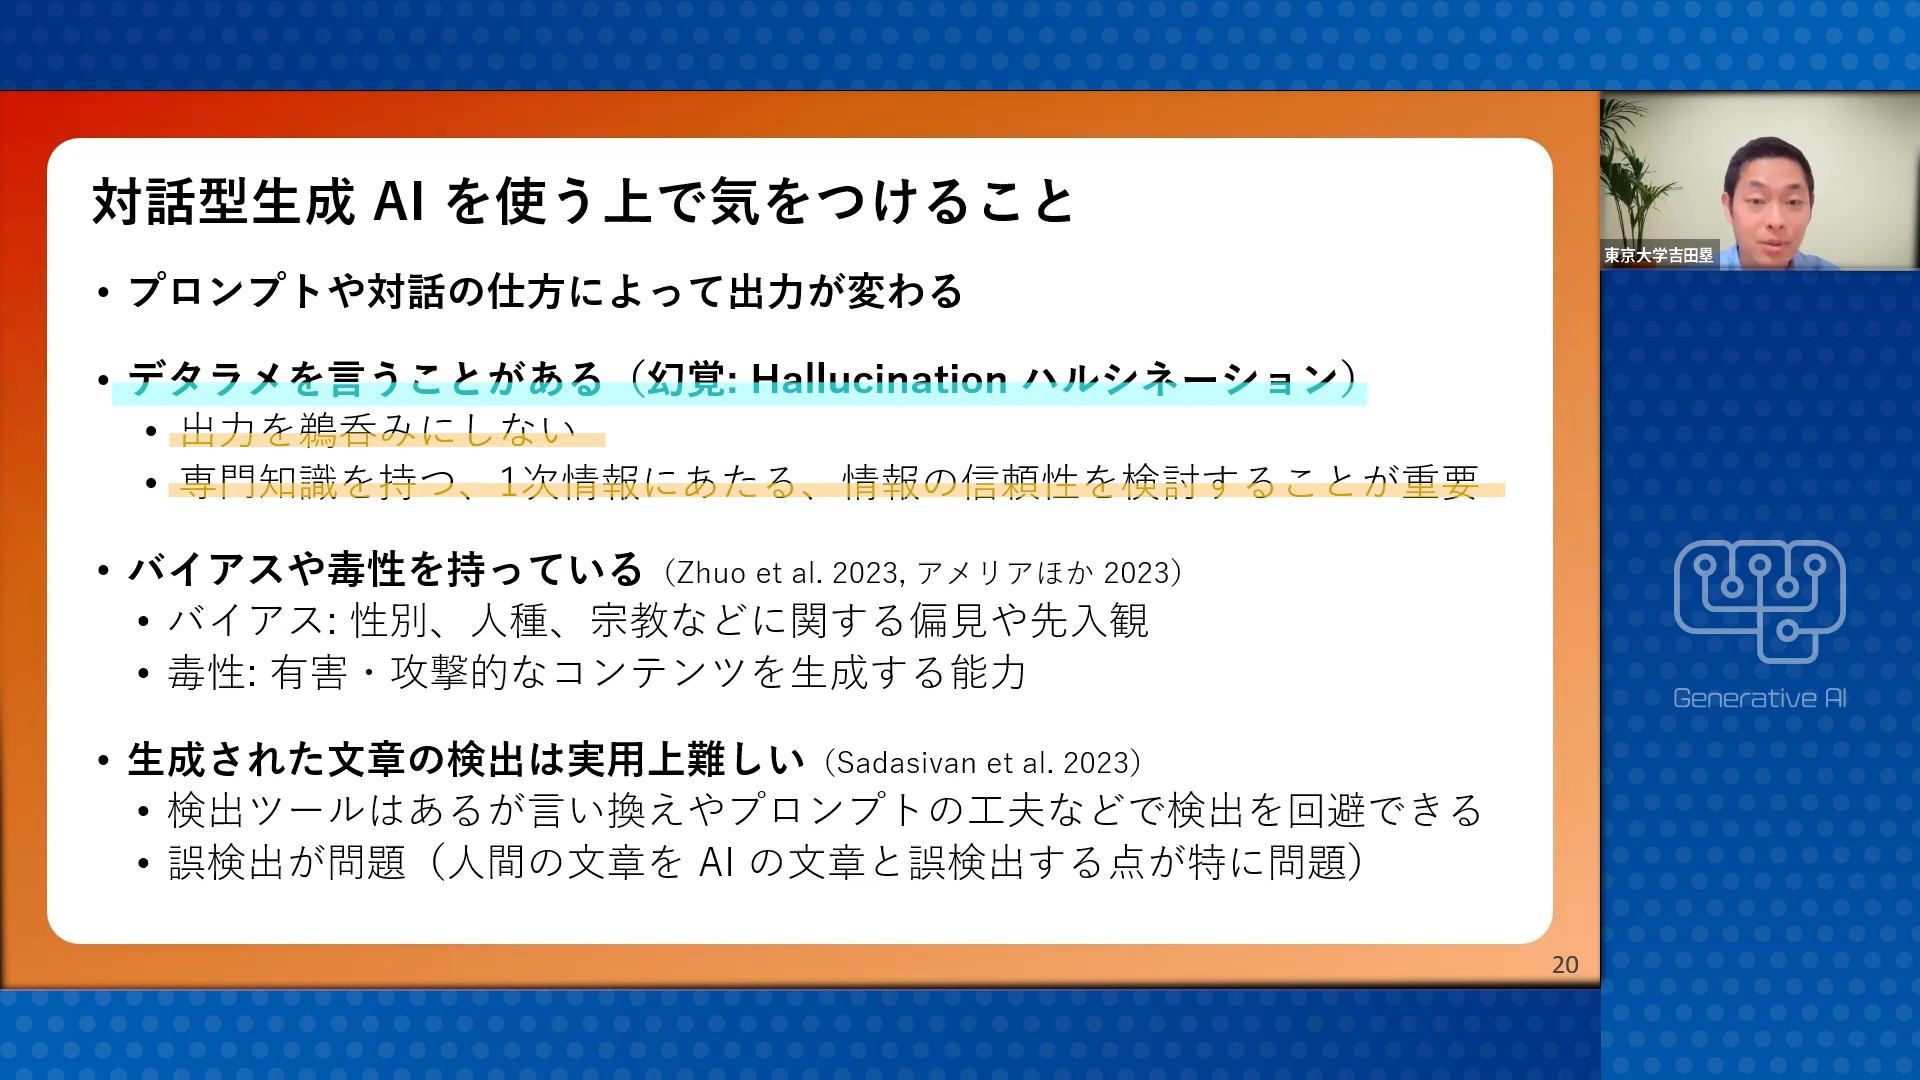 対話型生成 AI を使う上で気をつけること
• プロンプトや対話の仕方によって出力が変わる
• デタラメを言うことがある（幻覚: Hallucination ハルシネーション）
• 出力を鵜呑みにしない
• 専門知識を持つ、1次情報にあたる、情報の信頼性を検討することが重要
• バイアスや毒性を持っている（Zhuo et al. 2023, アメリアほか 2023）
• バイアス: 性別、人種、宗教などに関する偏見や先入観
• 毒性: 有害・攻撃的なコンテンツを生成する能力
• 生成された文章の検出は実用上難しい（Sadasivan et al. 2023）
• 検出ツールはあるが言い換えやプロンプトの工夫などで検出を回避できる
• 誤検出が問題（人間の文章を AI の文章と誤検出する点が特に問題）
20
東京大学吉田塁
Generative AI